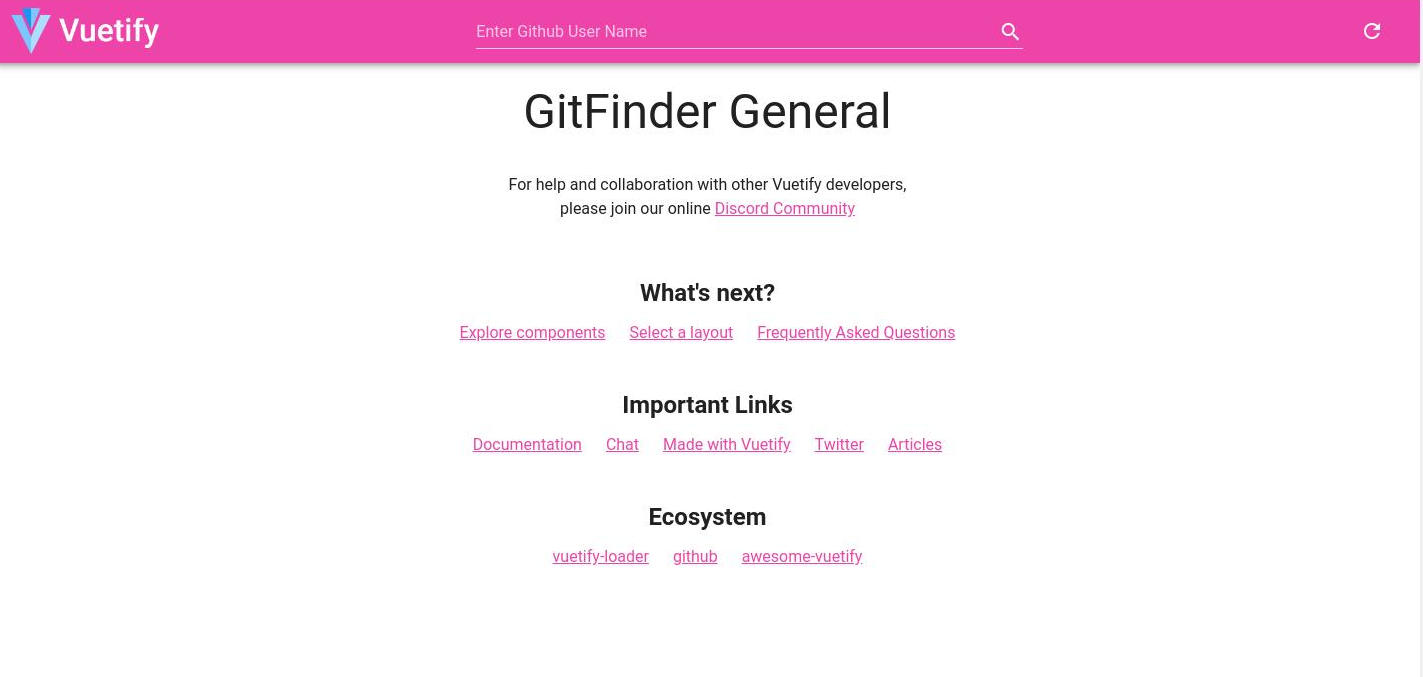 Vuetify
Enter Github User Name
GitFinder General
For help and collaboration with other Vuetify developers,
please join our online Discord Community
What's next?
Explore components Select a layout Frequently Asked Questions
Important Links
Documentation Chat Made with Vuetify Twitter Articles
Ecosystem
vuetify-loader github awesome-vuetify